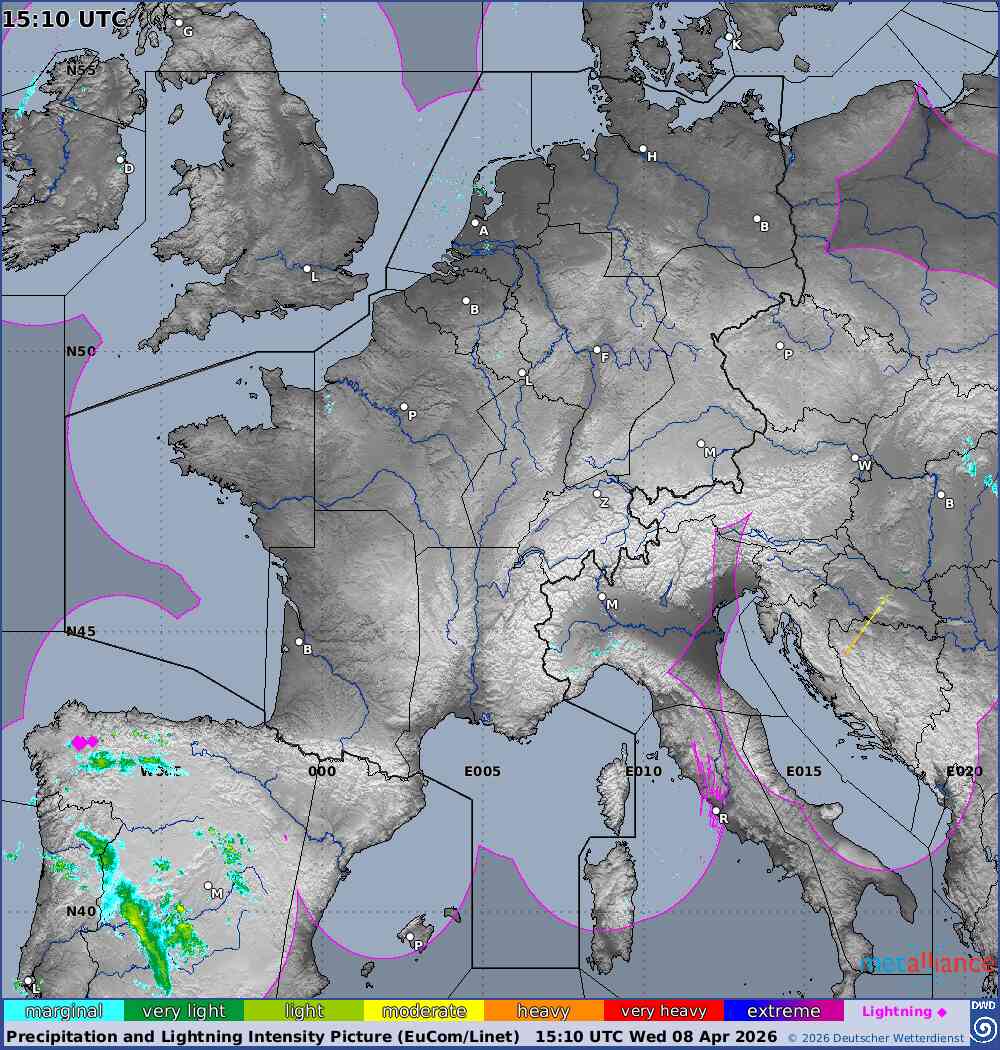 15:10 UTC
G
K
N55
D
H
A
B
B
L
B
N50
F
P
L
P
M
W
Z
B
M
N45
B
000
E005
E010
E015
E020
R
M
N40
P
L
metalliance
marginal very light light moderate heavy very heavy extreme Lightning ◆
DWD
Precipitation and Lightning Intensity Picture (EuCom/Linet) 15:10 UTC Wed 08 Apr 2026 © 2026 Deutscher Wetterdienst